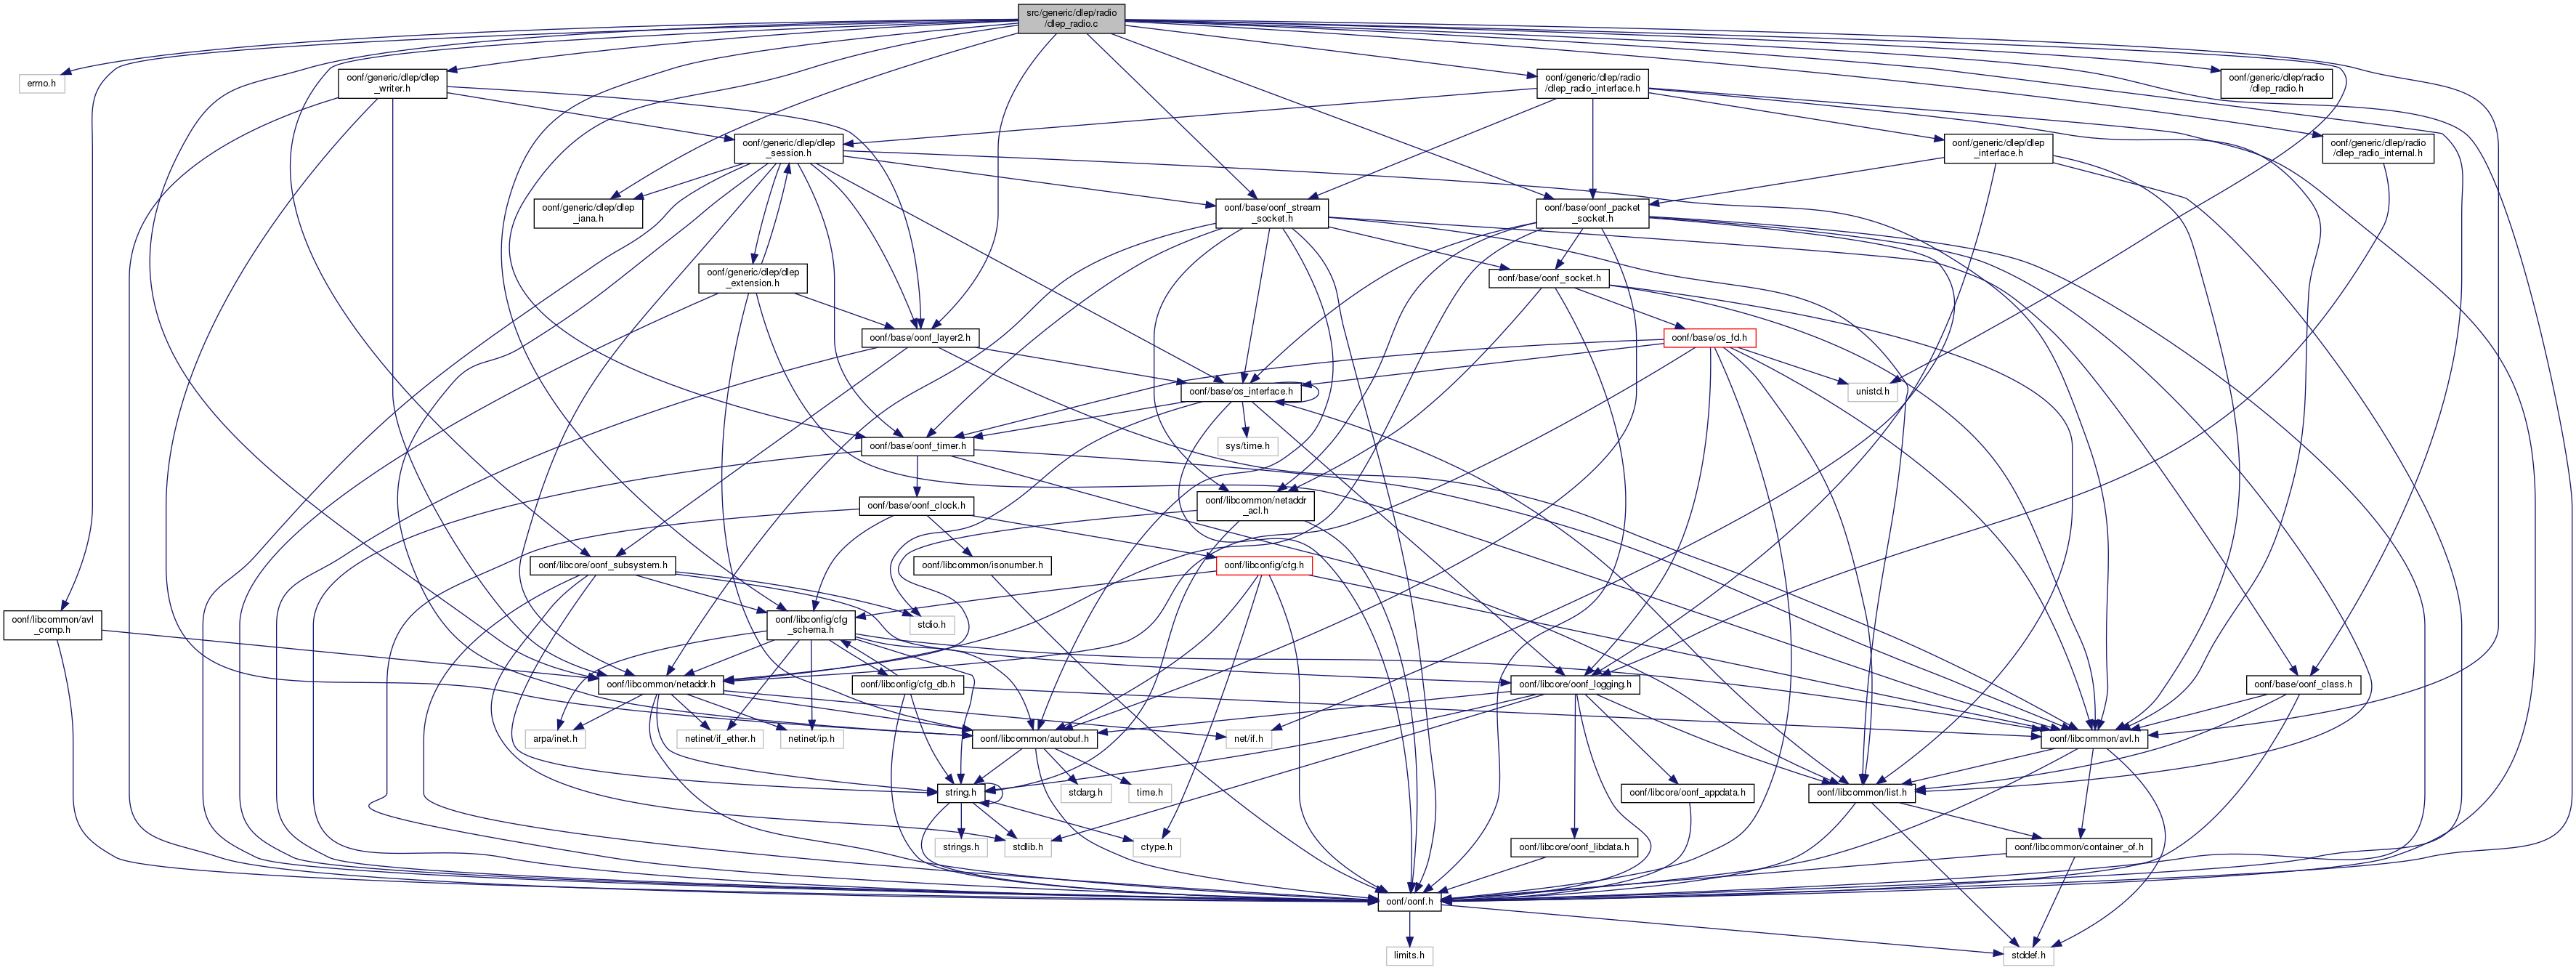 src/generic/dlep/radio
/dlep_radio.c
errno.h
oonf/generic/dlep/dlep
_writer.h
oonf/generic/dlep/radio
/dlep_radio_interface.h
oonf/generic/dlep/radio
/dlep_radio.h
oonf/generic/dlep/dlep
_session.h
oonf/generic/dlep/dlep
_interface.h
oonf/generic/dlep/radio
/dlep_radio_internal.h
oonf/generic/dlep/dlep
_iana.h
oonf/base/oonf_stream
_socket.h
oonf/base/oonf_packet
_socket.h
oonf/generic/dlep/dlep
_extension.h
oonf/base/oonf_socket.h
oonf/base/oonf_layer2.h
oonf/base/os_fd.h
oonf/base/os_interface.h
unistd.h
oonf/base/oonf_timer.h
sys/time.h
oonf/base/oonf_clock.h
oonf/libcommon/netaddr
_acl.h
oonf/libcore/oonf_subsystem.h
oonf/libcommon/isonumber.h
oonf/libconfig/cfg.h
oonf/libcommon/avl
_comp.h
oonf/libconfig/cfg
_schema.h
stdio.h
oonf/libcommon/netaddr.h
oonf/libconfig/cfg_db.h
oonf/libcore/oonf_logging.h
oonf/base/oonf_class.h
arpa/inet.h
netinet/if_ether.h
netinet/ip.h
oonf/libcommon/autobuf.h
net/if.h
oonf/libcommon/avl.h
string.h
stdarg.h
time.h
oonf/libcore/oonf_appdata.h
oonf/libcommon/list.h
strings.h
stdlib.h
ctype.h
oonf/libcore/oonf_libdata.h
oonf/libcommon/container_of.h
oonf/oonf.h
limits.h
stddef.h